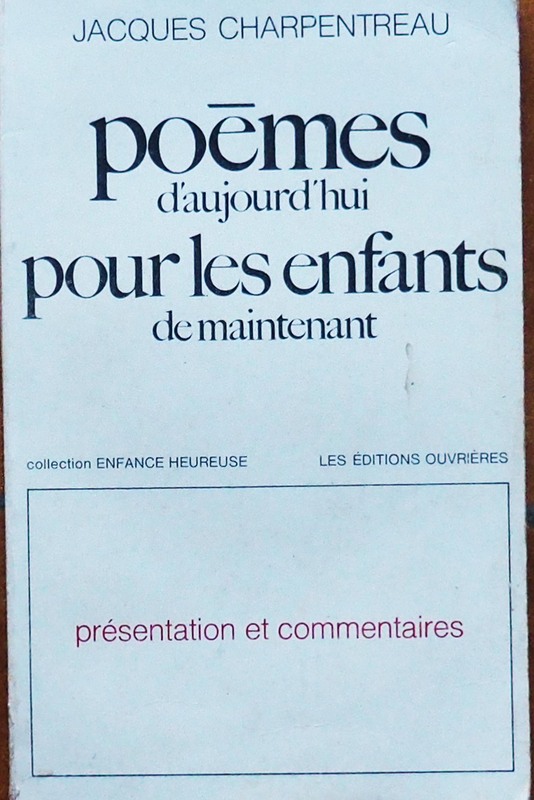 JACQUES CHARPENTREAU
poēmes
d'aujourd'hui
pour les enfants
de maintenant
collection ENFANCE HEUREUSE
LES ÉDITIONS OUVRIÈRES
présentation et commentaires